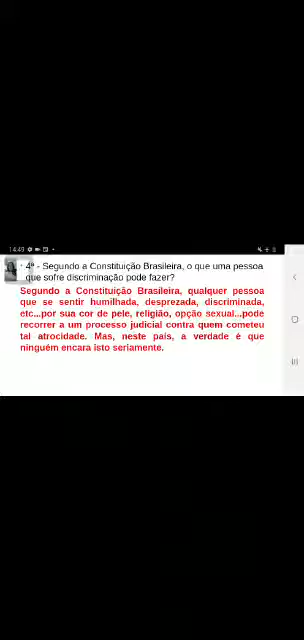 14:49
4ª - Segundo a Constituição Brasileira, o que uma pessoa
que sofre discriminação pode fazer?
Segundo a Constituição Brasileira, qualquer pessoa
que se sentir humilhada, desprezada, discriminada,
etc...por sua cor de pele, religião, opção sexual...pode
recorrer a um processo judicial contra quem cometeu
tal atrocidade. Mas, neste país, a verdade é que
ninguém encara isto seriamente.